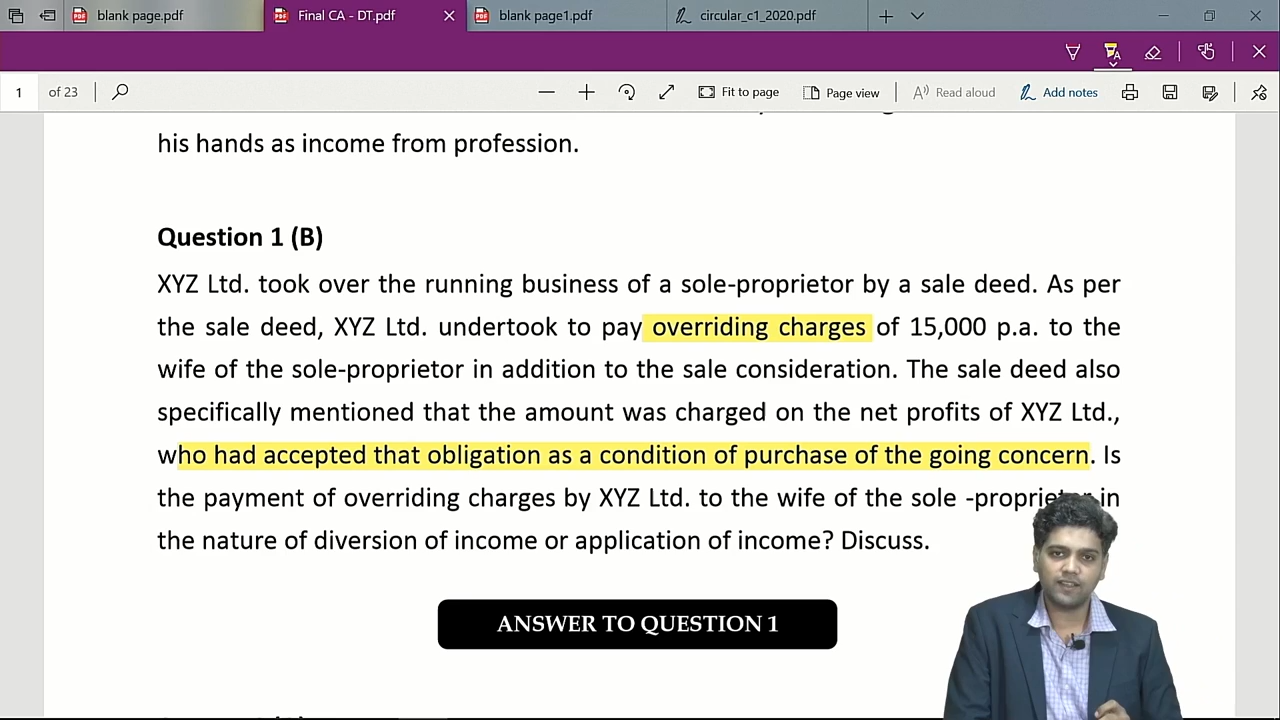 blank page.pdf
Final CA - DT.pdf
blank page1.pdf
circular_c1_2020.pdf
1 of 23
Fit to page
Page view
Read aloud
Add notes
his hands as income from profession.
Question 1 (B)
XYZ Ltd. took over the running business of a sole-proprietor by a sale deed. As per
the sale deed, XYZ Ltd. undertook to pay overriding charges of 15,000 p.a. to the
wife of the sole-proprietor in addition to the sale consideration. The sale deed also
specifically mentioned that the amount was charged on the net profits of XYZ Ltd.,
who had accepted that obligation as a condition of purchase of the going concern. Is
the payment of overriding charges by XYZ Ltd. to the wife of the sole -proprietor in
the nature of diversion of income or application of income? Discuss.
ANSWER TO QUESTION 1